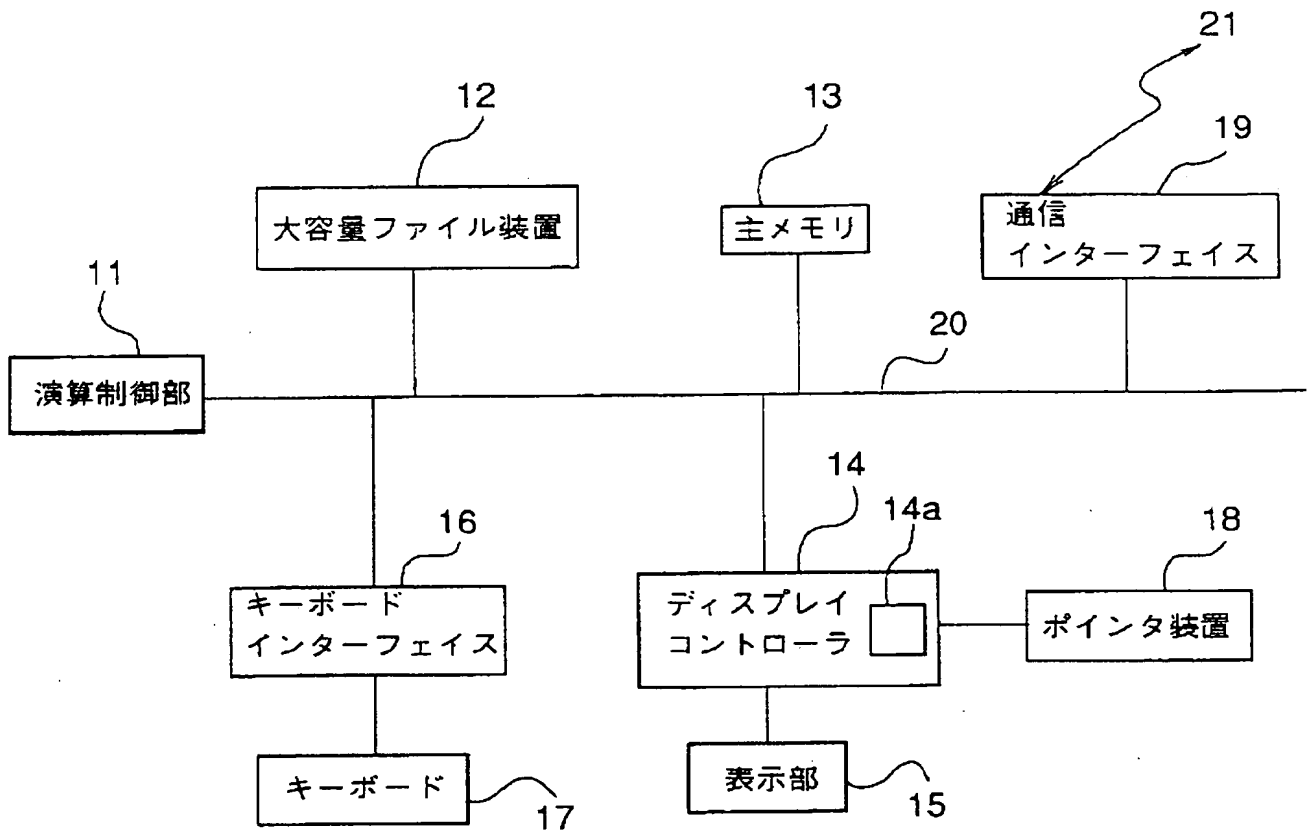 21
12
13
19
大容量ファイル装置
主メモリ
通信
インターフェイス
11
20
演算制御部
14
14a
16
18
キーボード
インターフェイス
ディスプレイ
コントローラ
ポインタ装置
キーボード
17
表示部
15